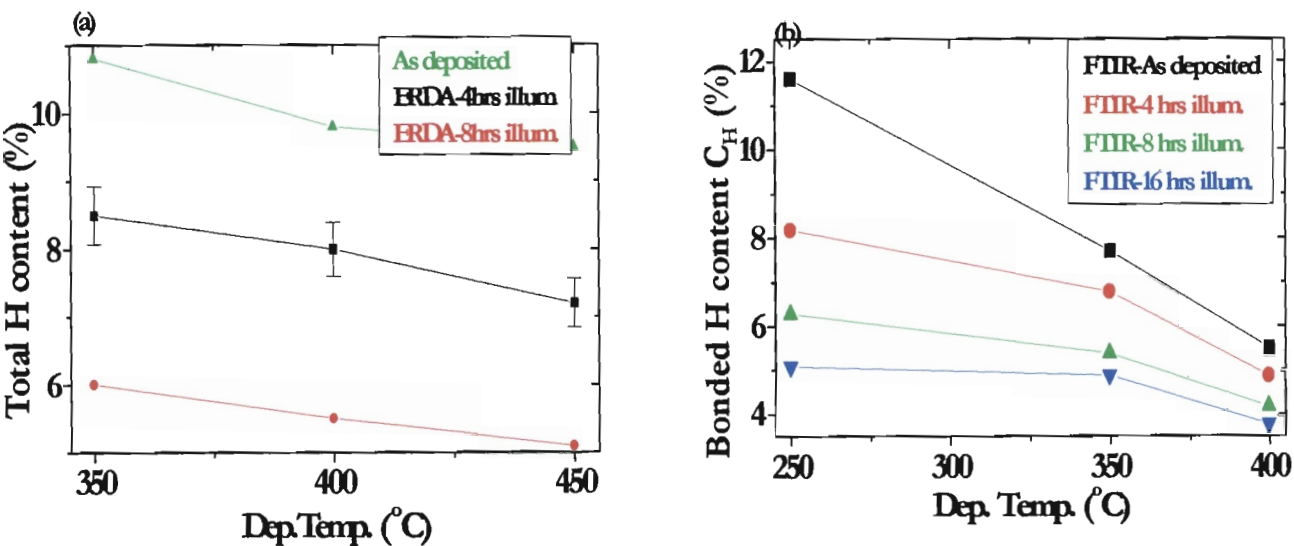 (a)
As deposited
ERDA-4hrs illum.
ERDA-8hrs illum.
Total H content (%)
10
8
6
350 400 450
Dep.Temp. (°C)
(b)
FTIR-As deposited
FTIR-4 hrs illum.
FTIR-8 hrs illum.
FTIR-16 hrs illum.
Bonded H content C_H (%)
12
10
8
6
4
250 300 350 400
Dep. Temp. (°C)